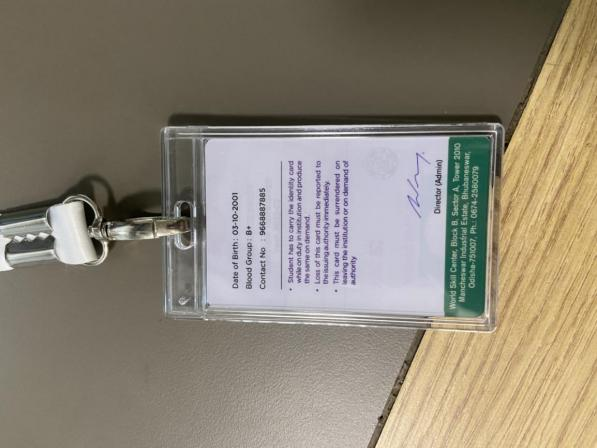 Date of Birth : 03-10-2001
Blood Group : B+
Contact No : 9668887885
• Student has to carry the identity card
while on duty in institution and produce
the same on demand.
• Loss of this card must be reported to
the issuing authority immediately.
• This card must be surrendered on
leaving the institution or on demand of
authority
Director (Admin)
World Skill Center, Block B, Sector A, Tower 2010
Mancheswar Industrial Estate, Bhubaneswar,
Odisha-751007, Ph.: 0674-2580079